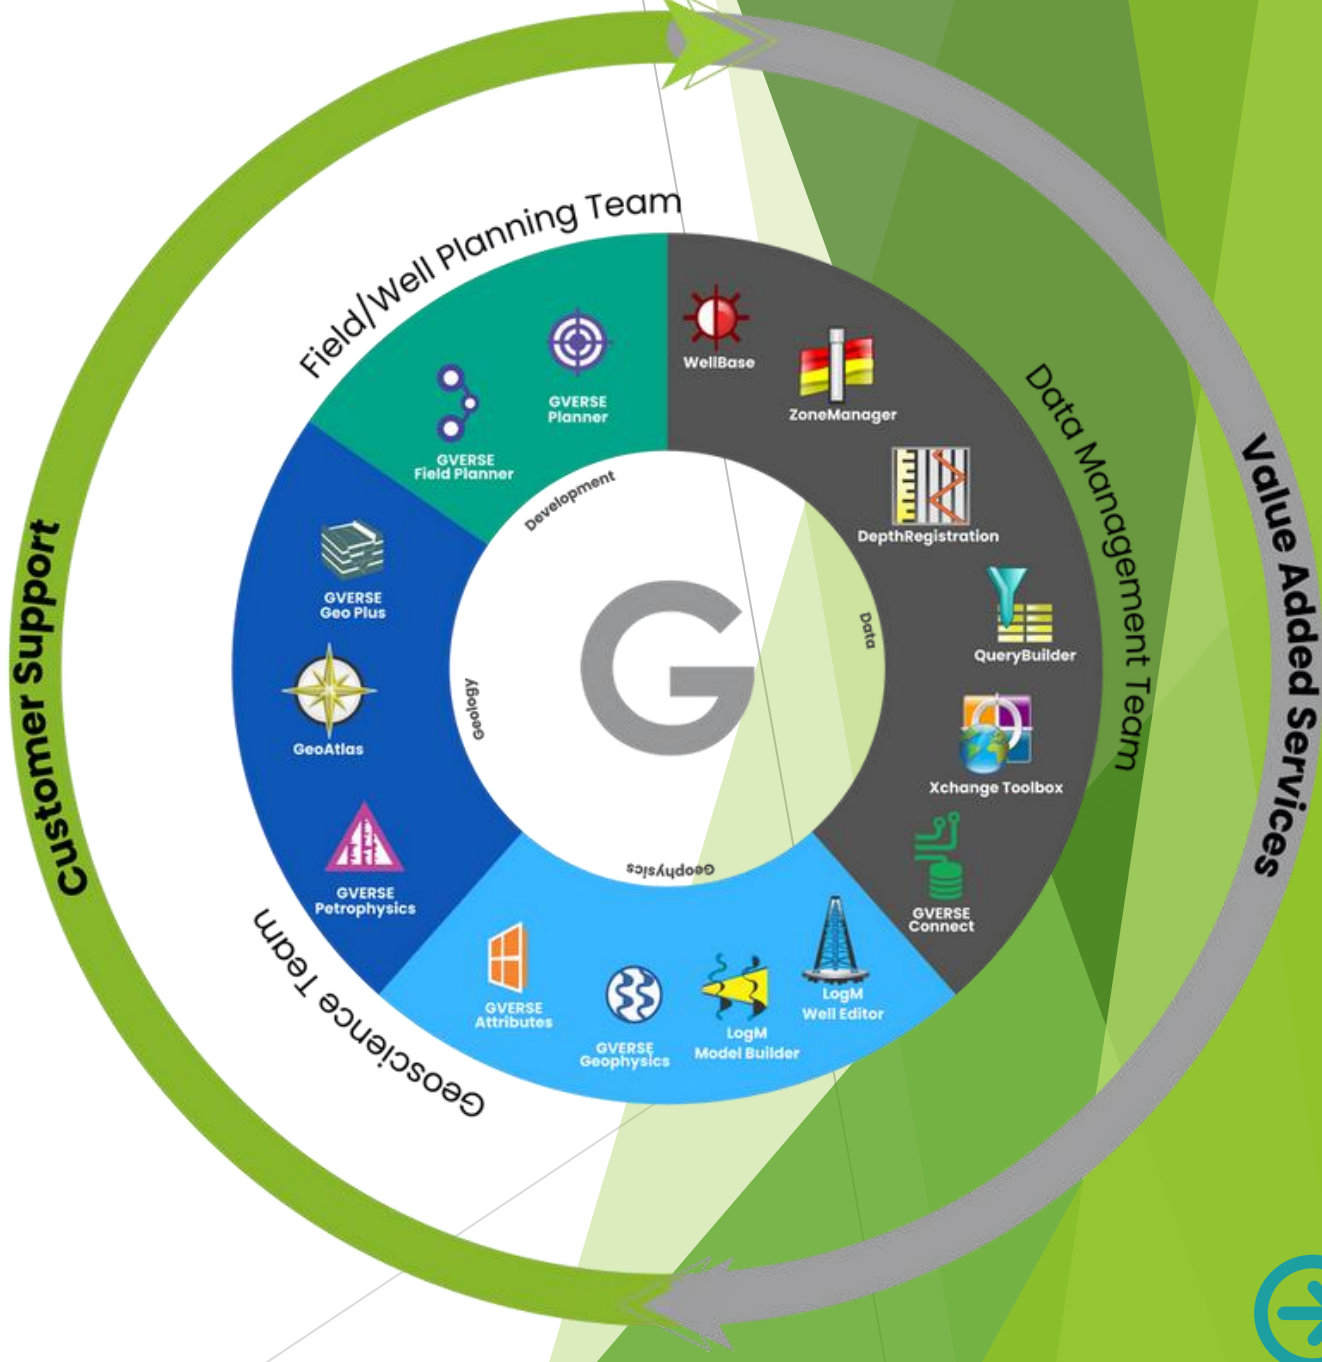 Field/Well Planning Team
WellBase
ZoneManager
GVERSE
Planner
GVERSE
Field Planner
Development
DepthRegistration
Data Management Team
Value Added Services
Customer Support
GVERSE
Geo Plus
Data
QueryBuilder
G
Geology
GeoAtlas
Xchange Toolbox
Geophysics
GVERSE
Petrophysics
GVERSE
Connect
Geoscience Team
GVERSE
Attributes
GVERSE
Geophysics
LogM
Model Builder
LogM
Well Editor